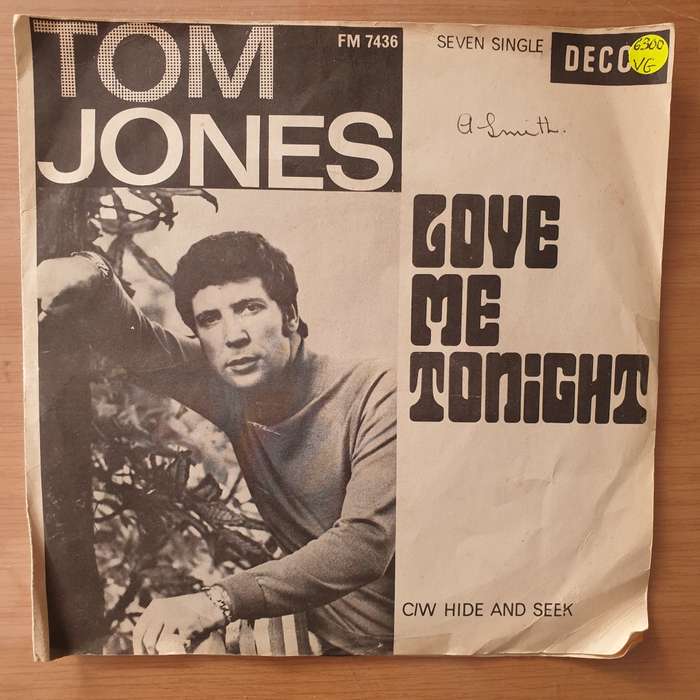 TOM
JONES
FM 7436
SEVEN SINGLE
DECC
6300
VG
A Smith.
LOVE
ME
TONiGHT
C/W HIDE AND SEEK